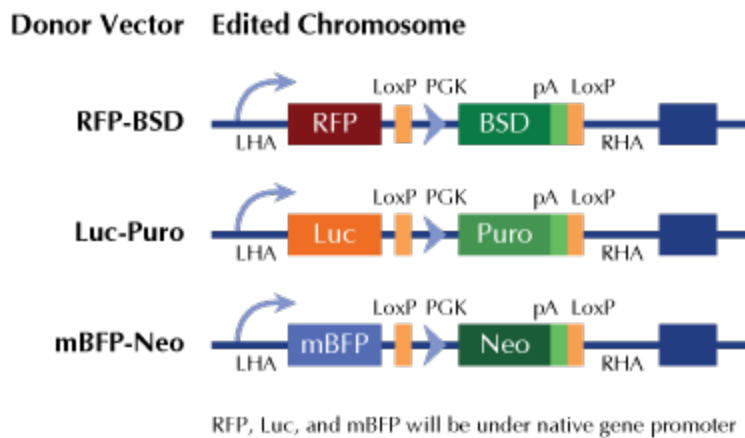 Donor Vector Edited Chromosome
LoxP PGK pA LoxP
RFP-BSD RFP BSD
LHA RHA
LoxP PGK pA LoxP
Luc-Puro Luc Puro
LHA RHA
LoxP PGK pA LoxP
mBFP-Neo mBFP Neo
LHA RHA
RFP, Luc, and mBFP will be under native gene promoter